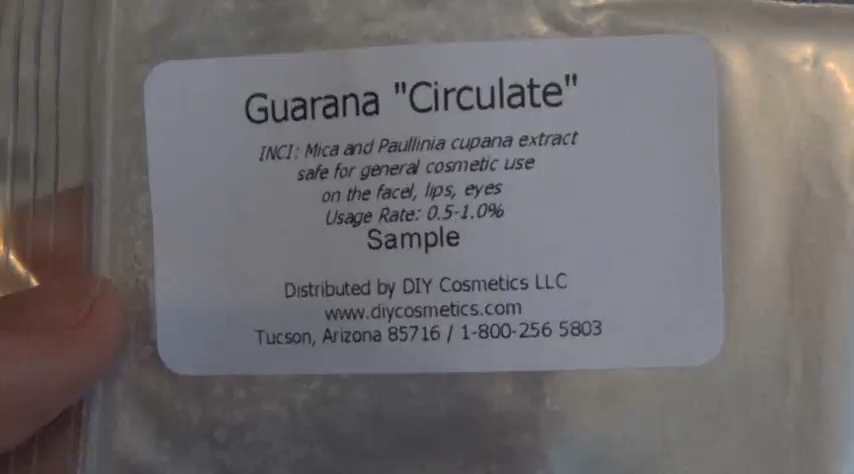 Guarana "Circulate"
INCI: Mica and Paullinia cupana extract
safe for general cosmetic use
on the facel, lips, eyes
Usage Rate: 0.5-1.0%
Sample
Distributed by DIY Cosmetics LLC
www.diycosmetics.com
Tucson, Arizona 85716 / 1-800-256 5803